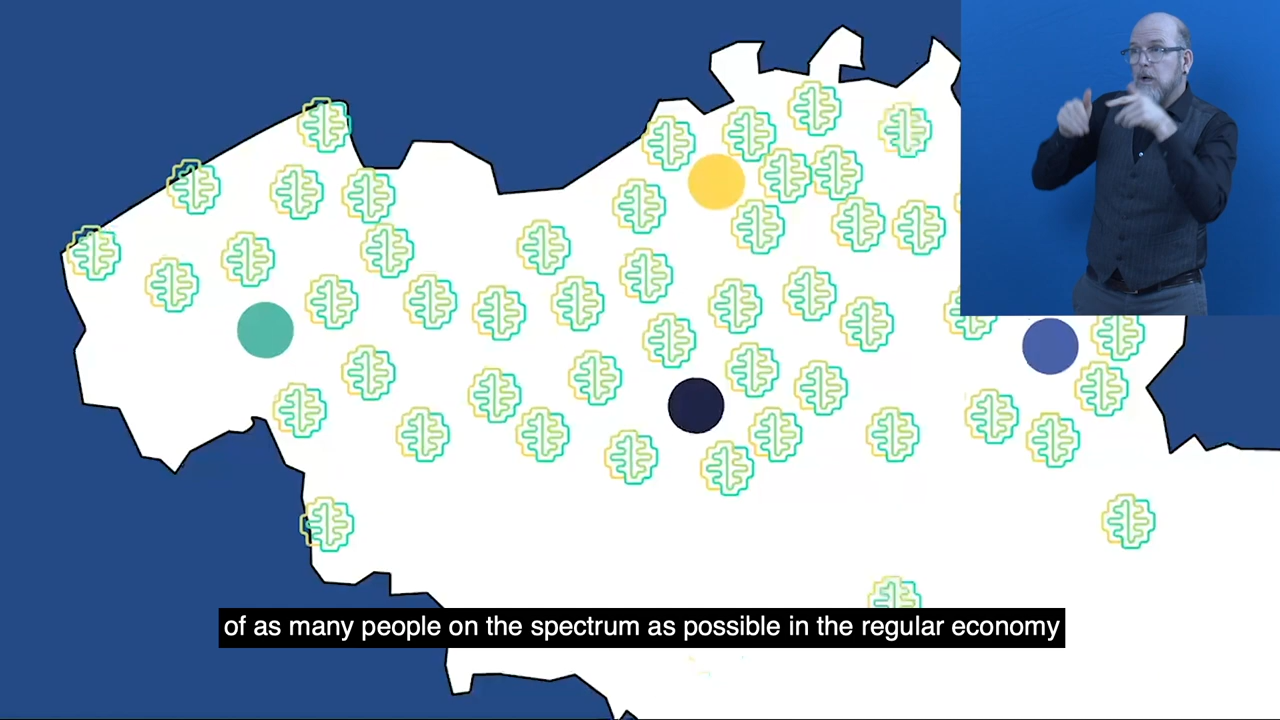 of as many people on the spectrum as possible in the regular economy